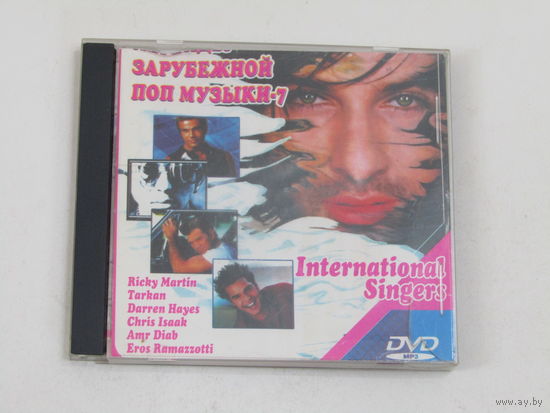 ЗАРУБЕЖНОЙ
ПОП МУЗЫКИ-7
International
Singers
Ricky Martin
Tarkan
Darren Hayes
Chris Isaak
Amr Diab
Eros Ramazzotti
DVD
MP3
www.ay.by